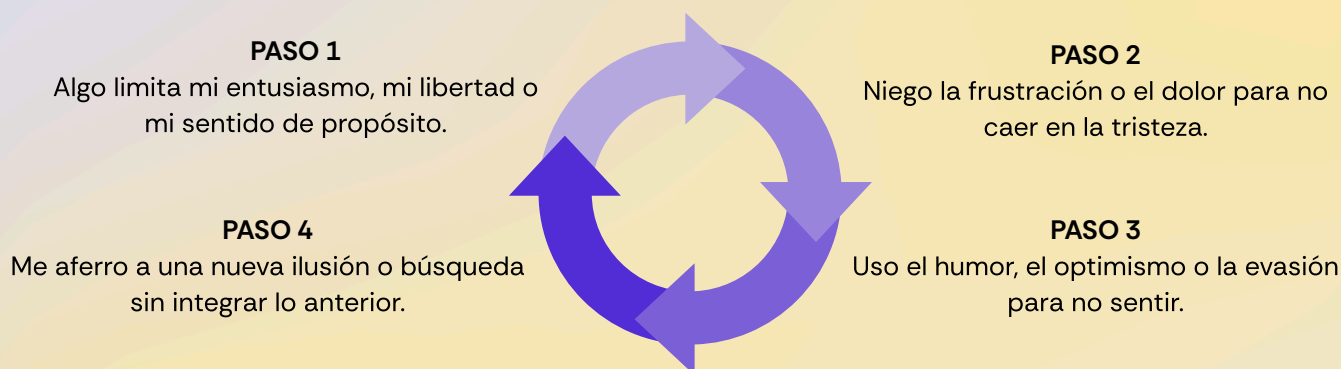 PASO 1
Algo limita mi entusiasmo, mi libertad o
mi sentido de propósito.
PASO 2
Niego la frustración o el dolor para no
caer en la tristeza.
PASO 3
Uso el humor, el optimismo o la evasión
para no sentir.
PASO 4
Me aferro a una nueva ilusión o búsqueda
sin integrar lo anterior.